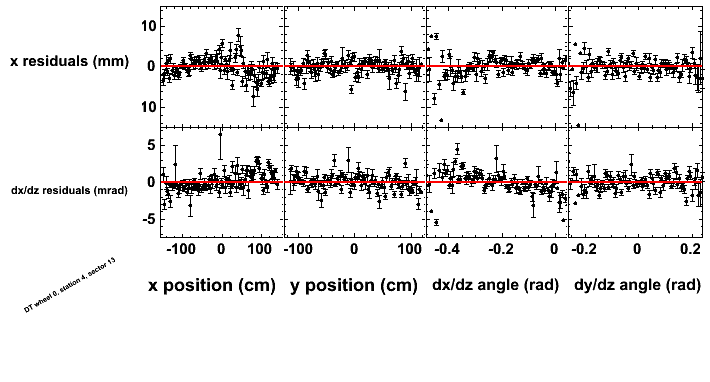 10
x residuals (mm)
0
10
5
dx/dz residuals (mrad)
0
-5
-100 0 100 -100 0 100 -0.4 -0.2 0 -0.2 0 0.2
x position (cm) y position (cm) dx/dz angle (rad) dy/dz angle (rad)
DT wheel 0, station 4, sector 13